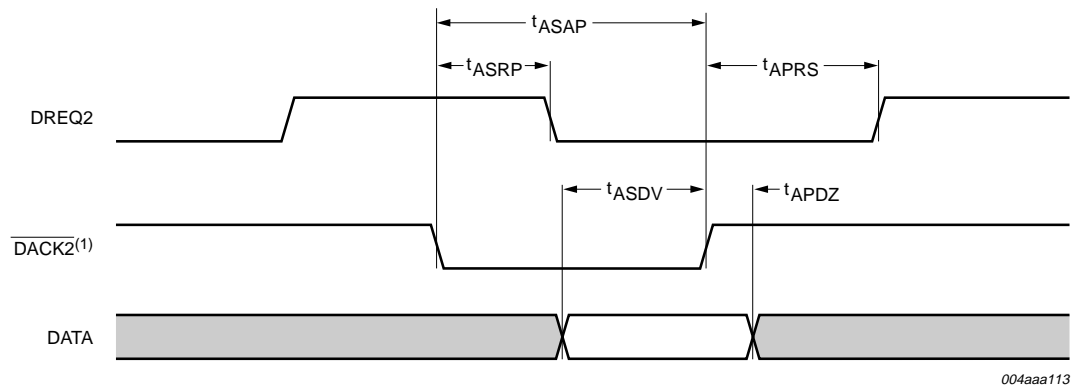 tASAP
tASRP
tAPRS
DREQ2
tASDV
tAPDZ
DACK2(1)
DATA
004aaa113